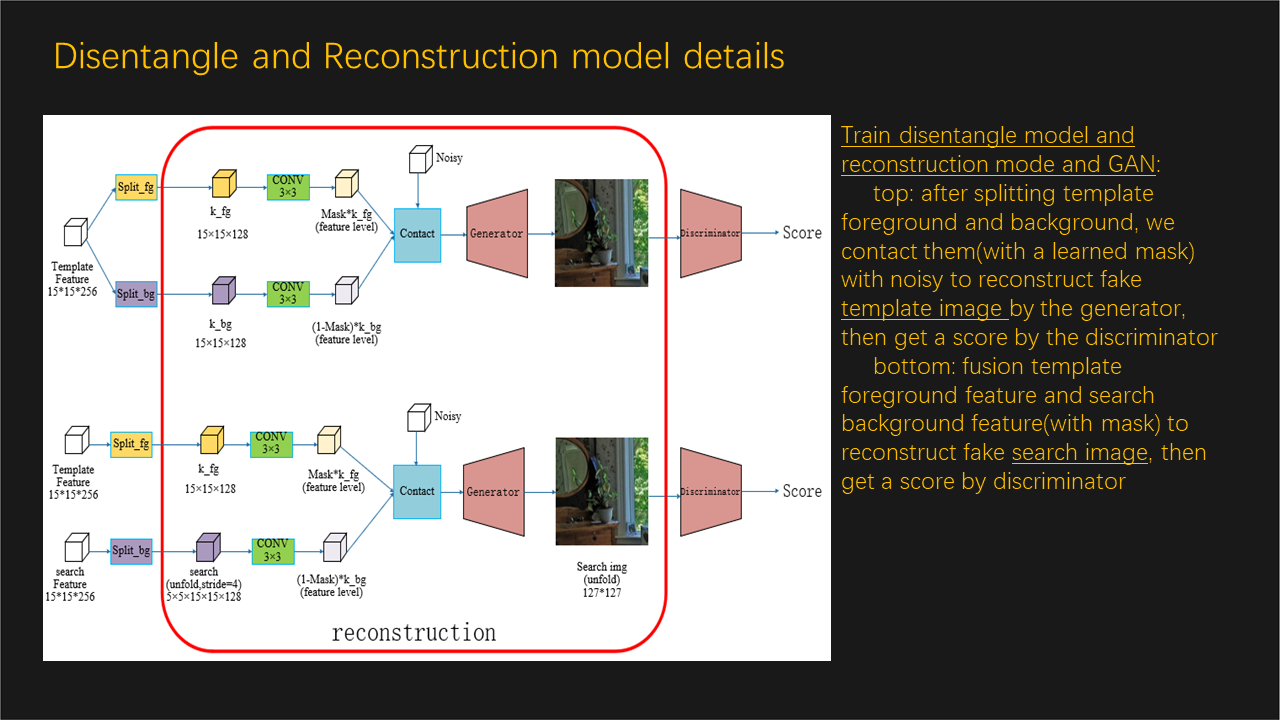 Disentangle and Reconstruction model details
Noisy
Split_fg
k_fg
15×15×128
CONV
3×3
Mask*k_fg
(feature level)
Template
Feature
15*15*256
Contact
Generator
Discriminator
Score
Split_bg
k_bg
15×15×128
CONV
3×3
(1-Mask)*k_bg
(feature level)
Noisy
Template
Feature
15*15*256
Split_fg
k_fg
15×15×128
CONV
3×3
Mask*k_fg
(feature level)
Contact
Generator
Discriminator
Score
search
Feature
15*15*256
Split_bg
search
(unfold,stride=4)
5×5×15×15×128
CONV
3×3
(1-Mask)*k_bg
(feature level)
Search img
(unfold)
127*127
reconstruction
Train disentangle model and
reconstruction mode and GAN:
top: after splitting template
foreground and background, we
contact them(with a learned mask)
with noisy to reconstruct fake
template image by the generator,
then get a score by the discriminator
bottom: fusion template
foreground feature and search
background feature(with mask) to
reconstruct fake search image, then
get a score by discriminator